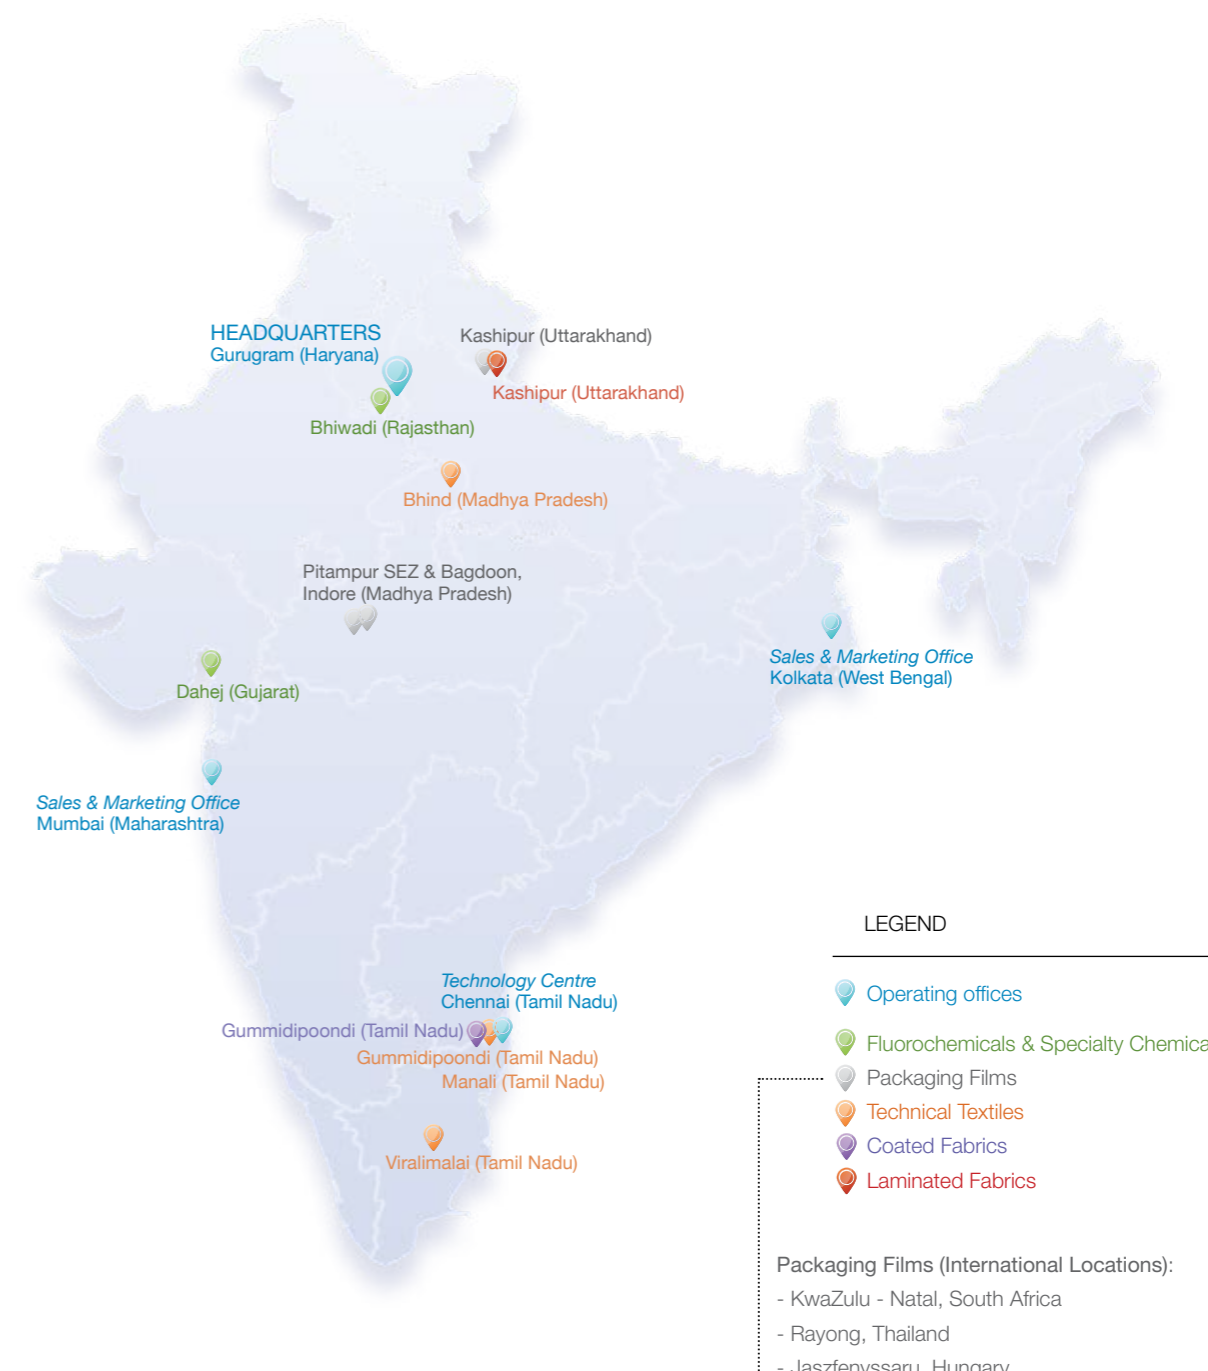 HEADQUARTERS
Gurugram (Haryana)
Kashipur (Uttarakhand)
Kashipur (Uttarakhand)
Bhiwadi (Rajasthan)
Bhind (Madhya Pradesh)
Pitampur SEZ & Bagdoon,
Indore (Madhya Pradesh)
Sales & Marketing Office
Kolkata (West Bengal)
Dahej (Gujarat)
Sales & Marketing Office
Mumbai (Maharashtra)
Technology Centre
Chennai (Tamil Nadu)
Gummidipoondi (Tamil Nadu)
Gummidipoondi (Tamil Nadu)
Manali (Tamil Nadu)
Viralimalai (Tamil Nadu)
LEGEND
Operating offices
Fluorochemicals & Specialty Chemica
Packaging Films
Technical Textiles
Coated Fabrics
Laminated Fabrics
Packaging Films (International Locations):
- KwaZulu - Natal, South Africa
- Rayong, Thailand
- Jaszfenyssaru, Hungary